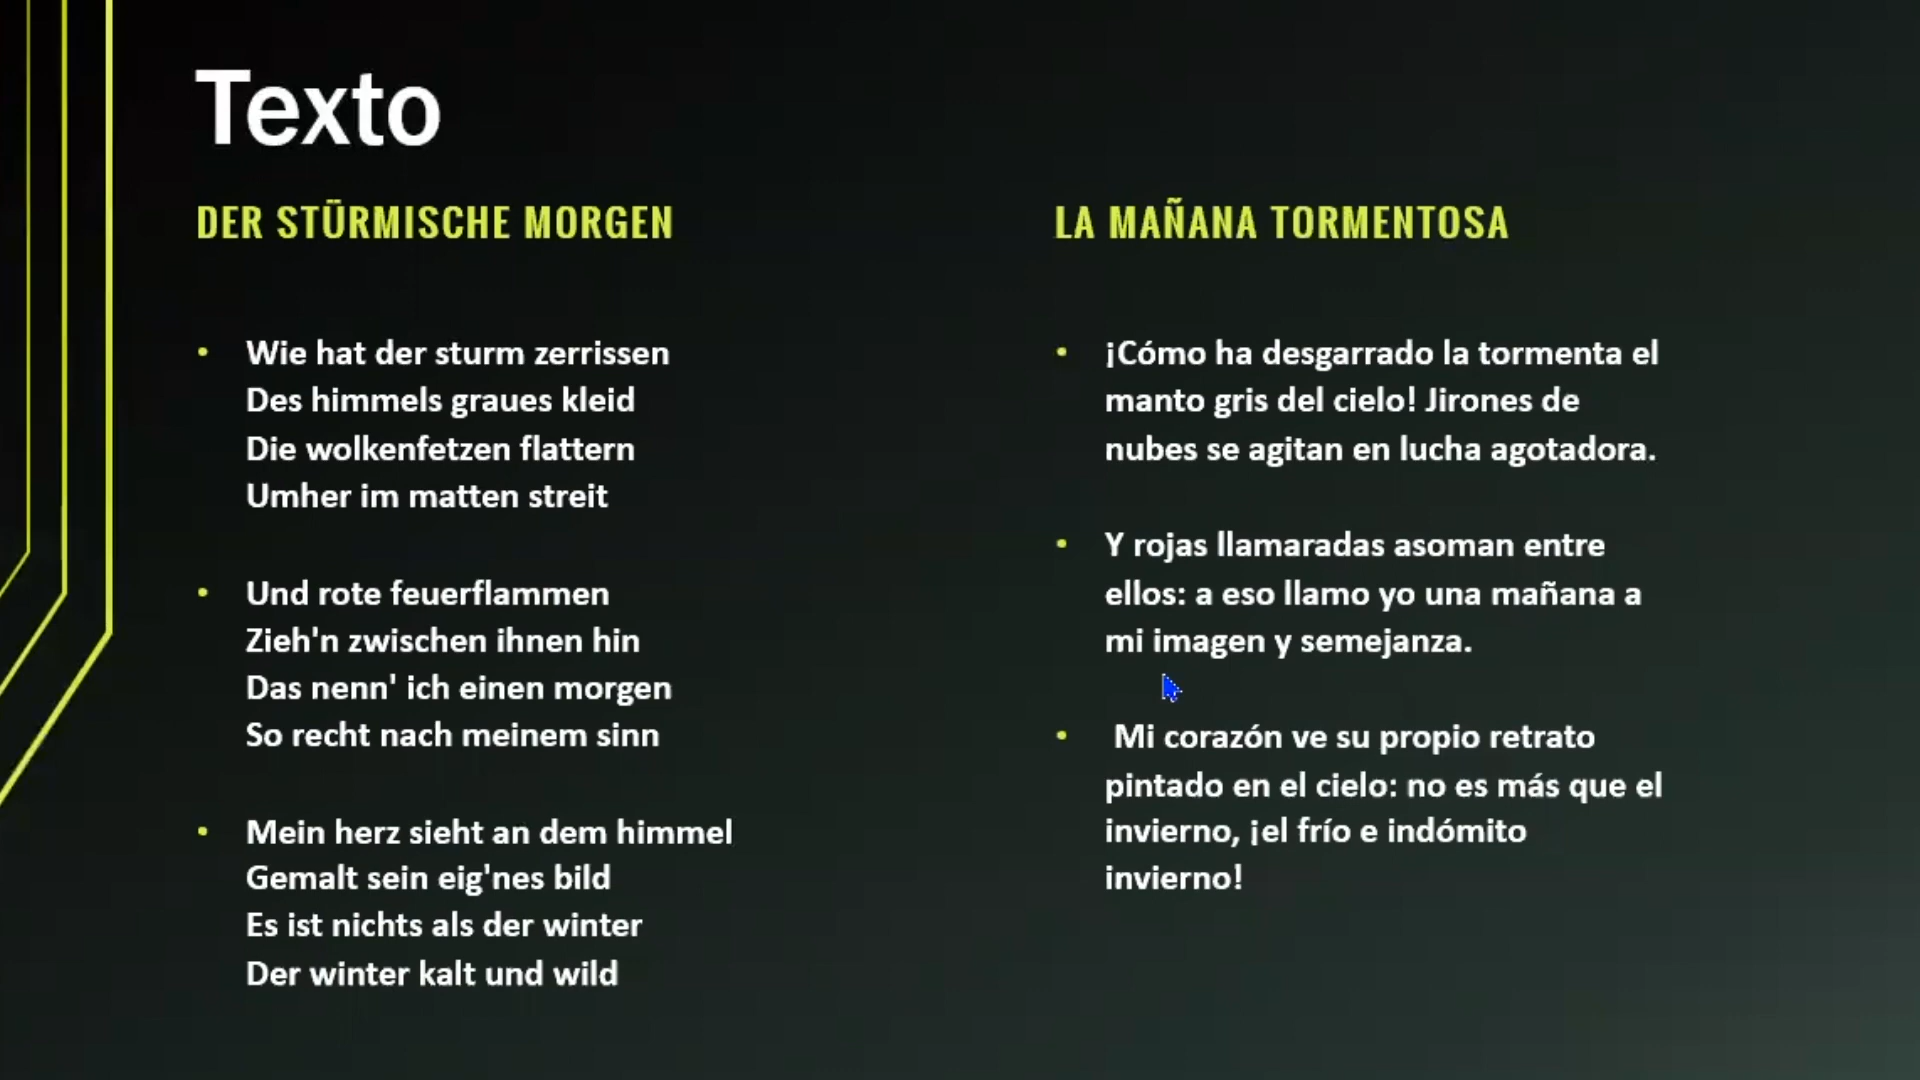 Texto
DER STÜRMISCHE MORGEN
• Wie hat der sturm zerrissen
Des himmels graues kleid
Die wolkenfetzen flattern
Umher im matten streit
• Und rote feuerflammen
Zieh'n zwischen ihnen hin
Das nenn' ich einen morgen
So recht nach meinem sinn
• Mein herz sieht an dem himmel
Gemalt sein eig'nes bild
Es ist nichts als der winter
Der winter kalt und wild
LA MAÑANA TORMENTOSA
• ¡Cómo ha desgarrado la tormenta el
manto gris del cielo! Jirones de
nubes se agitan en lucha agotadora.
• Y rojas llamaradas asoman entre
ellos: a eso llamo yo una mañana a
mi imagen y semejanza.
• Mi corazón ve su propio retrato
pintado en el cielo: no es más que el
invierno, ¡el frío e indómito
invierno!